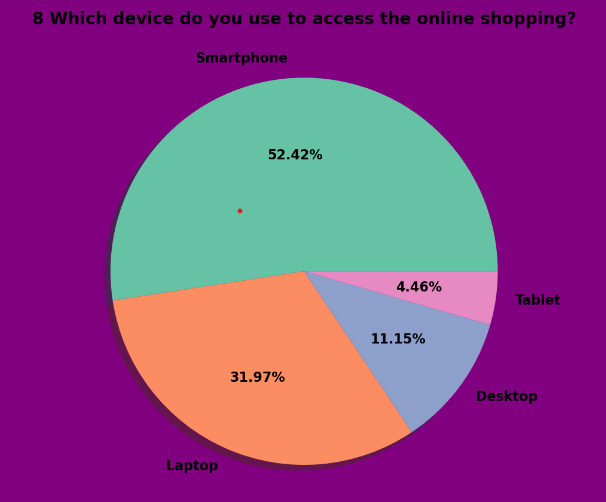 8 Which device do you use to access the online shopping?
Smartphone
52.42%
4.46%
Tablet
11.15%
31.97%
Desktop
Laptop